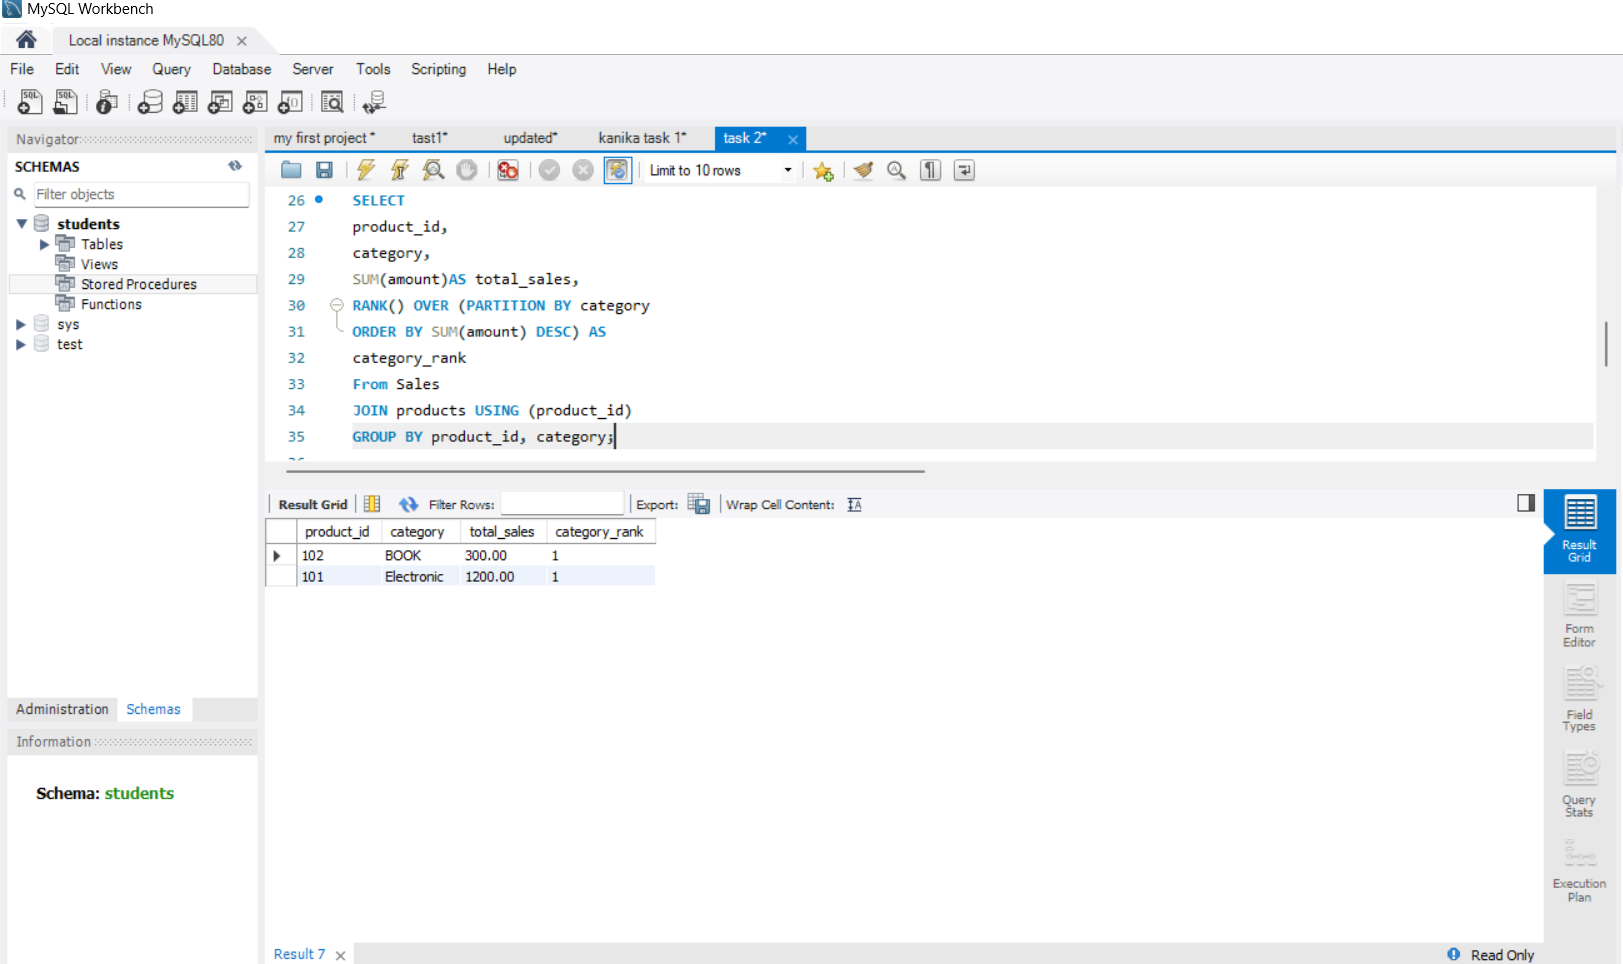 MySQL Workbench
Local instance MySQL80
File Edit View Query Database Server Tools Scripting Help
Navigator
my first project* tast1* updated* kanika task 1* task 2*
SCHEMAS
Limit to 10 rows
Filter objects
students
Tables
Views
Stored Procedures
Functions
sys
test
26 SELECT
27 product_id,
28 category,
29 SUM(amount)AS total_sales,
30 RANK() OVER (PARTITION BY category
31 ORDER BY SUM(amount) DESC) AS
32 category_rank
33 From Sales
34 JOIN products USING (product_id)
35 GROUP BY product_id, category;
Result Grid Filter Rows: Export: Wrap Cell Content:
product_id category total_sales category_rank
102 BOOK 300.00 1
101 Electronic 1200.00 1
Result
Grid
Form
Editor
Field
Types
Query
Stats
Execution
Plan
Administration Schemas
Information
Schema: students
Result 7 Read Only